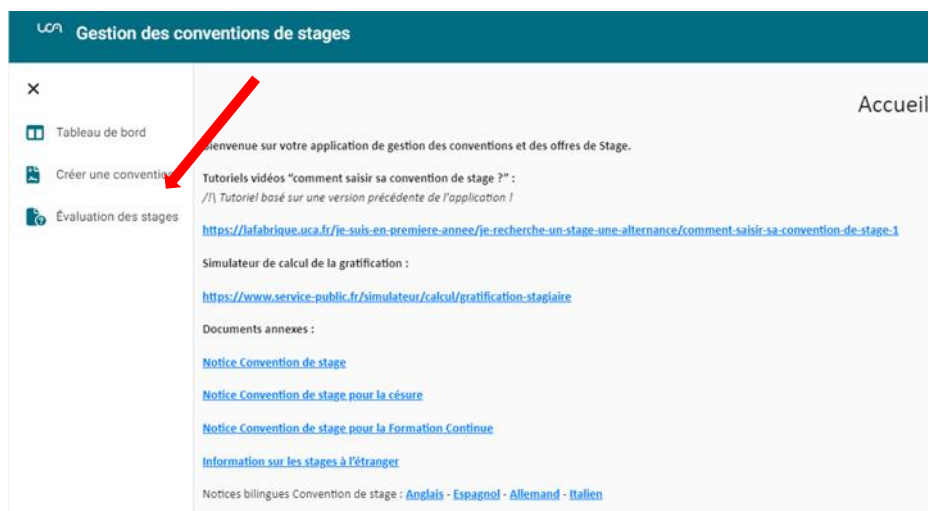 uca Gestion des conventions de stages
Accueil
Tableau de bord
Bienvenue sur votre application de gestion des conventions et des offres de Stage.
Créer une convention
Tutoriels vidéos “comment saisir sa convention de stage ?” :
/!\ Tutoriel basé sur une version précédente de l'application !
Évaluation des stages
https://lafabrique.uca.fr/je-suis-en-premiere-annee/je-recherche-un-stage-une-alternance/comment-saisir-sa-convention-de-stage-1
Simulateur de calcul de la gratification :
https://www.service-public.fr/simulateur/calcul/gratification-stagiaire
Documents annexes :
Notice Convention de stage
Notice Convention de stage pour la césure
Notice Convention de stage pour la Formation Continue
Information sur les stages à l’étranger
Notices bilingues Convention de stage : Anglais - Espagnol - Allemand - Italien